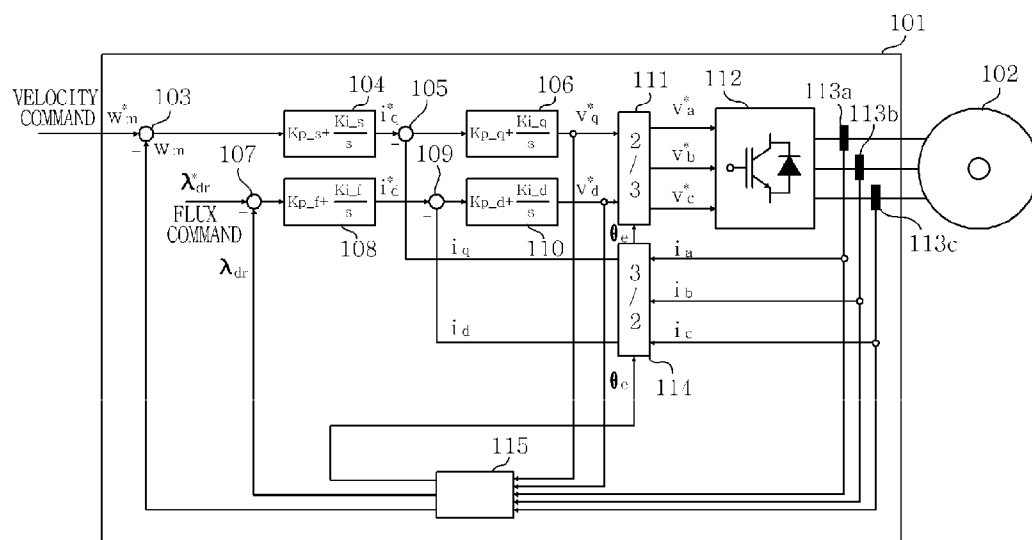 101
VELOCITY
COMMAND
W*m
103
Wm
104
Kp_s+ Ki_s/s
i*q
105
106
Kp_q+ Ki_q/s
V*q
111
2/3
V*a
V*b
V*c
112
113a
113b
113c
102
107
λ*dr
FLUX
COMMAND
λdr
Kp_f+ Ki_f/s
108
i*d
109
Kp_d+ Ki_d/s
110
V*d
θe
iq
id
3/2
ia
ib
ic
114
θe
115